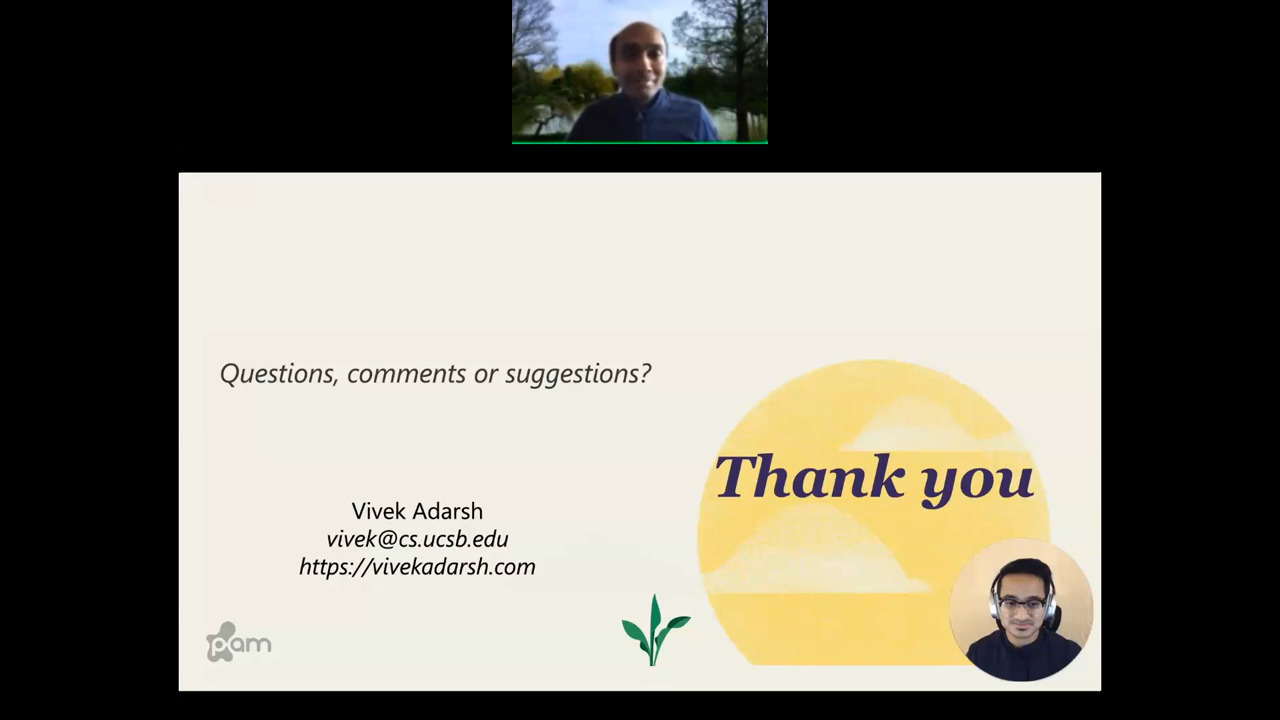 Questions, comments or suggestions?
Thank you
Vivek Adarsh
vivek@cs.ucsb.edu
https://vivekadarsh.com
pam